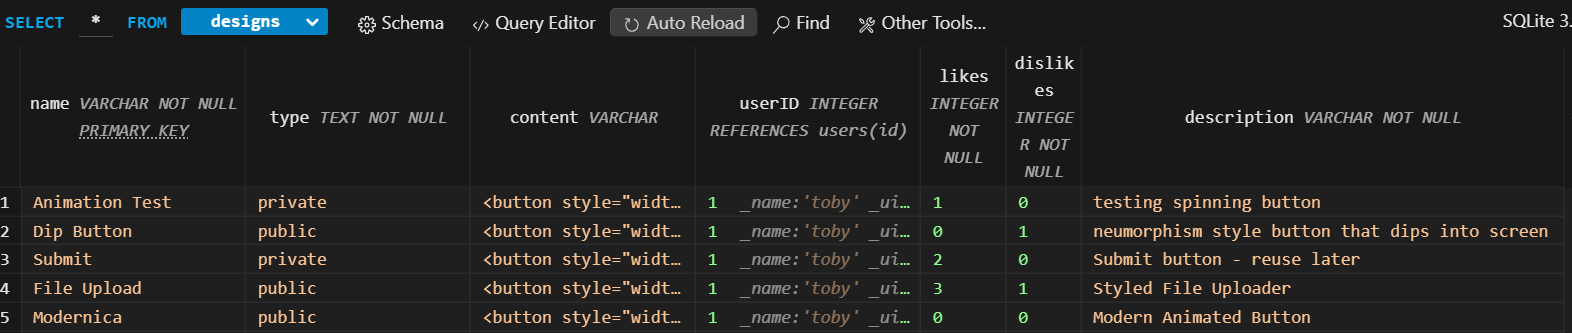 SELECT * FROM designs Schema Query Editor Auto Reload Find Other Tools... SQLite 3.
name VARCHAR NOT NULL PRIMARY KEY
type TEXT NOT NULL
content VARCHAR
userID INTEGER REFERENCES users(id)
likes INTEGER NOT NULL
dislikes INTEGER NOT NULL
description VARCHAR NOT NULL
1 Animation Test private <button style="widt… 1 _name:'toby' _ui… 1 0 testing spinning button
2 Dip Button public <button style="widt… 1 _name:'toby' _ui… 0 1 neumorphism style button that dips into screen
3 Submit private <button style="widt… 1 _name:'toby' _ui… 2 0 Submit button - reuse later
4 File Upload public <button style="widt… 1 _name:'toby' _ui… 3 1 Styled File Uploader
5 Modernica public <button style="widt… 1 _name:'toby' _ui… 0 0 Modern Animated Button